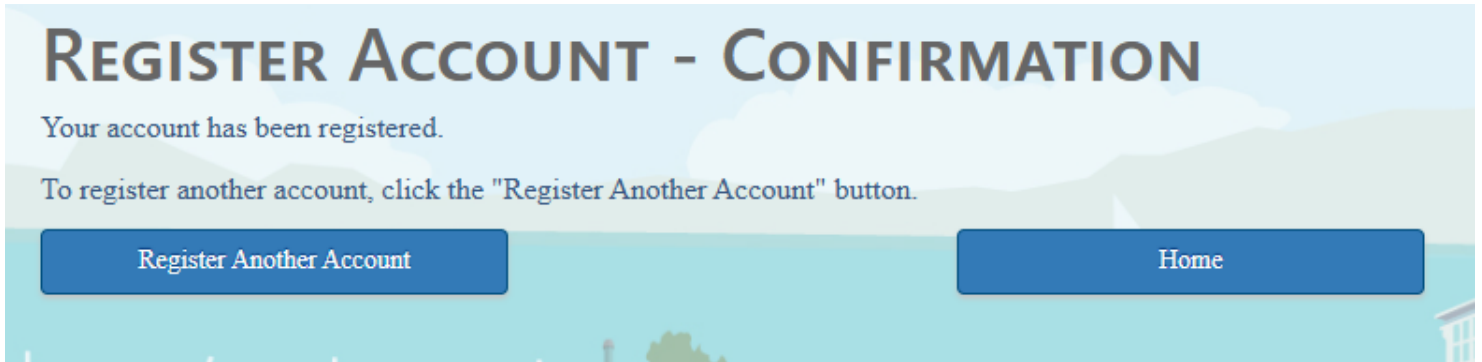 REGISTER ACCOUNT - CONFIRMATION
Your account has been registered.
To register another account, click the "Register Another Account" button.
Register Another Account
Home